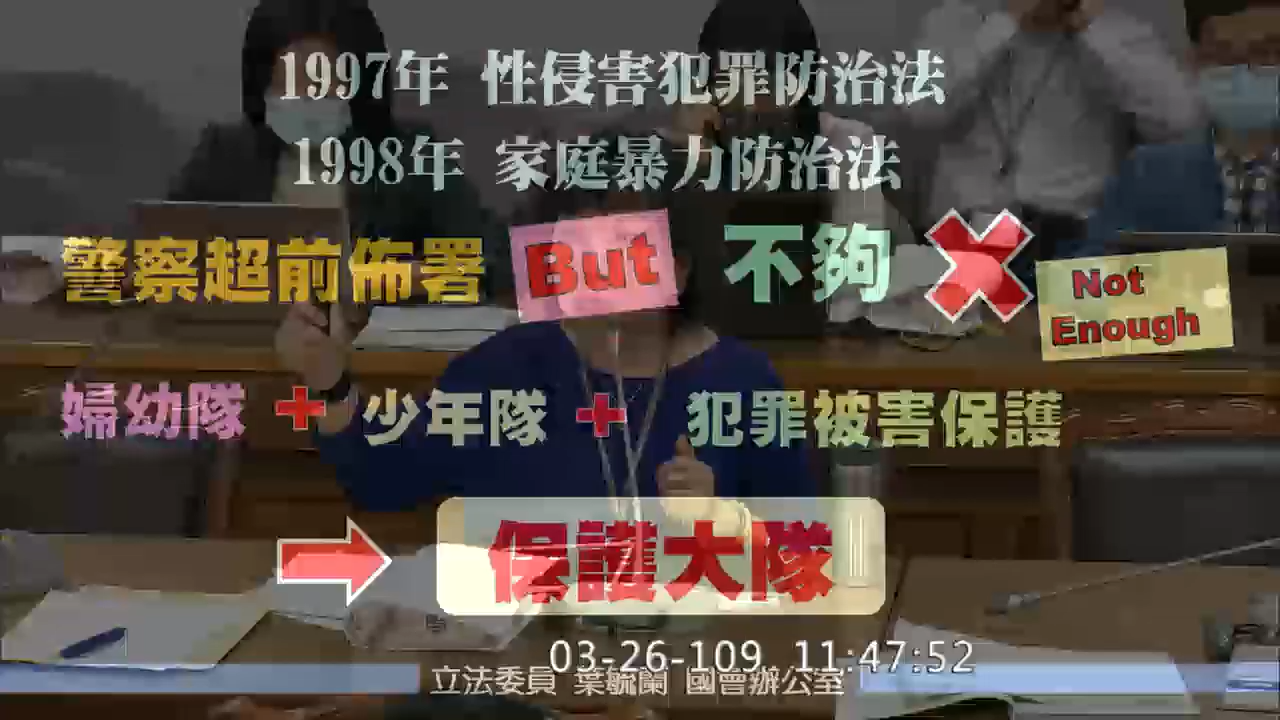 1997年 性侵害犯罪防治法
1998年 家庭暴力防治法
警察超前佈署 But 不夠 Not Enough
婦幼隊 + 少年隊 + 犯罪被害保護
保護大隊
03-26-109 11:47:52
立法委員 葉毓蘭 國會辦公室